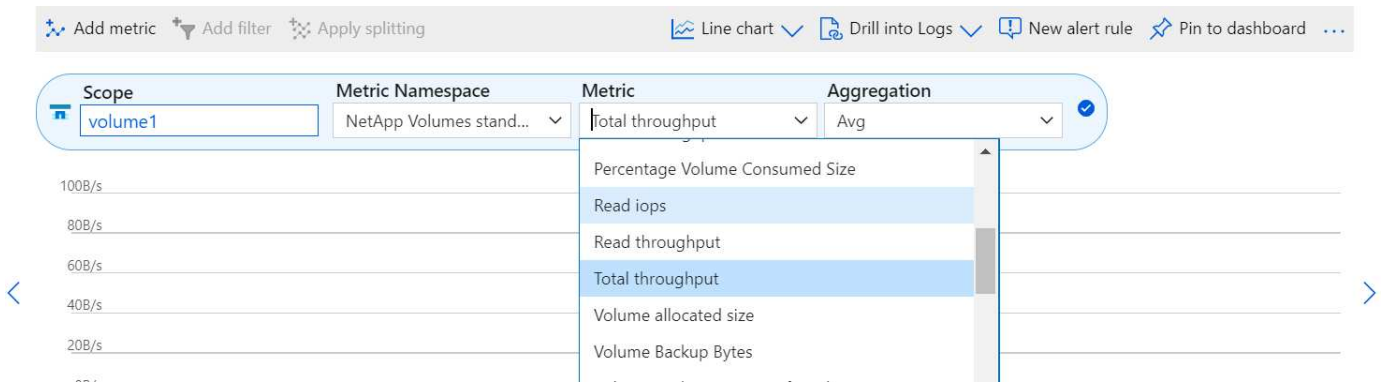 Add metric Add filter Apply splitting Line chart Drill into Logs New alert rule Pin to dashboard ...
Scope Metric Namespace Metric Aggregation
volume1 NetApp Volumes stand... Total throughput Avg
Percentage Volume Consumed Size
100B/s
Read iops
80B/s
Read throughput
60B/s
Total throughput
40B/s
Volume allocated size
20B/s
Volume Backup Bytes